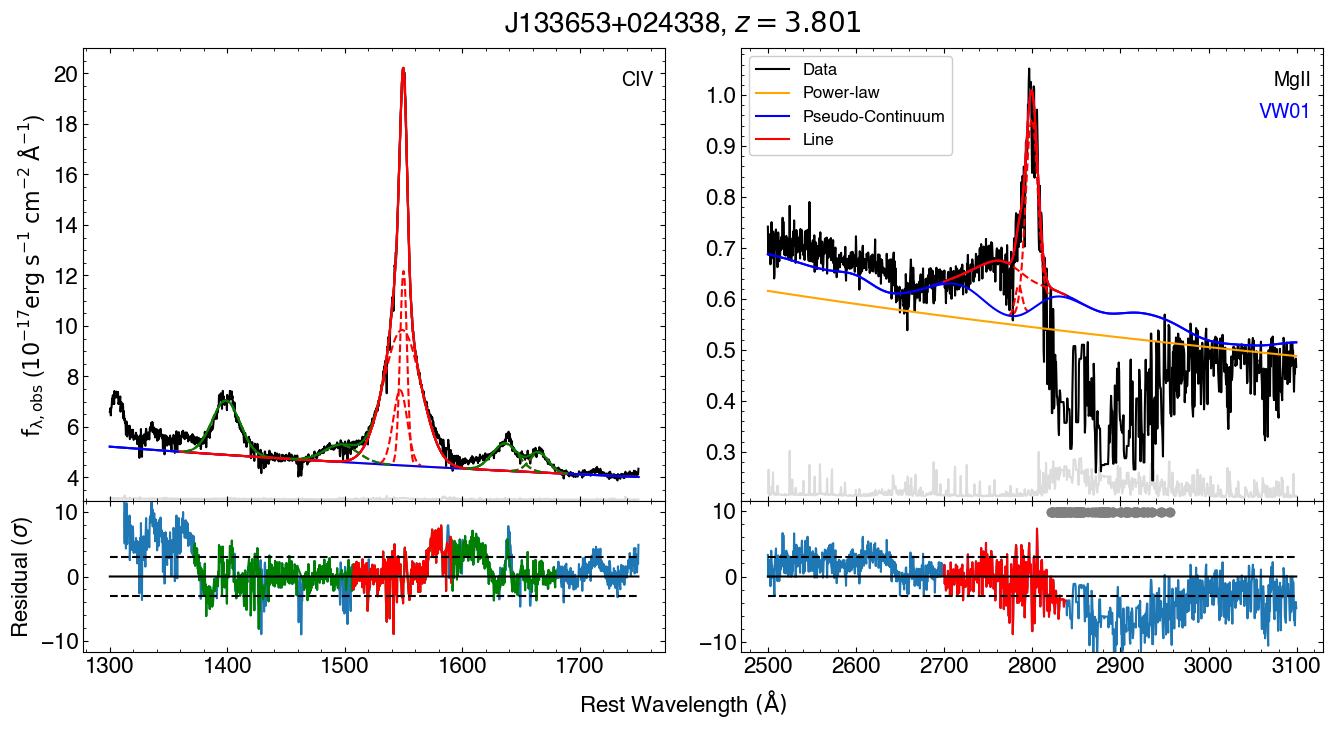 J133653+024338, z = 3.801
f_λ,obs (10⁻¹⁷erg s⁻¹ cm⁻² Å⁻¹)
20
18
16
14
12
10
8
6
4
CIV
1.0
0.9
0.8
0.7
0.6
0.5
0.4
0.3
Data
Power-law
Pseudo-Continuum
Line
MgII
VW01
Residual (σ)
10
0
−10
1300 1400 1500 1600 1700
10
0
−10
2500 2600 2700 2800 2900 3000 3100
Rest Wavelength (Å)